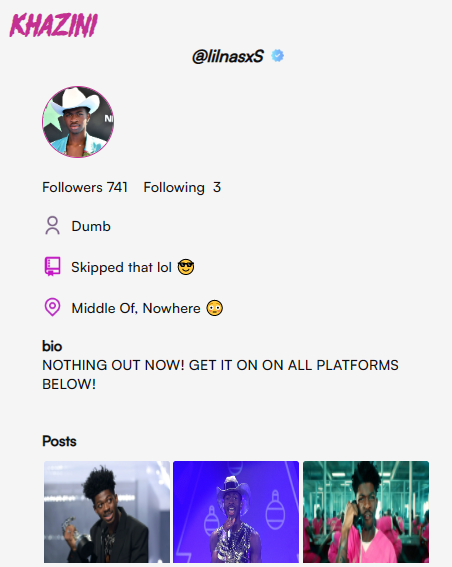 KHAZINI
@lilnasxS
Followers 741 Following 3
Dumb
Skipped that lol 😎
Middle Of, Nowhere 😳
bio
NOTHING OUT NOW! GET IT ON ON ALL PLATFORMS
BELOW!
Posts